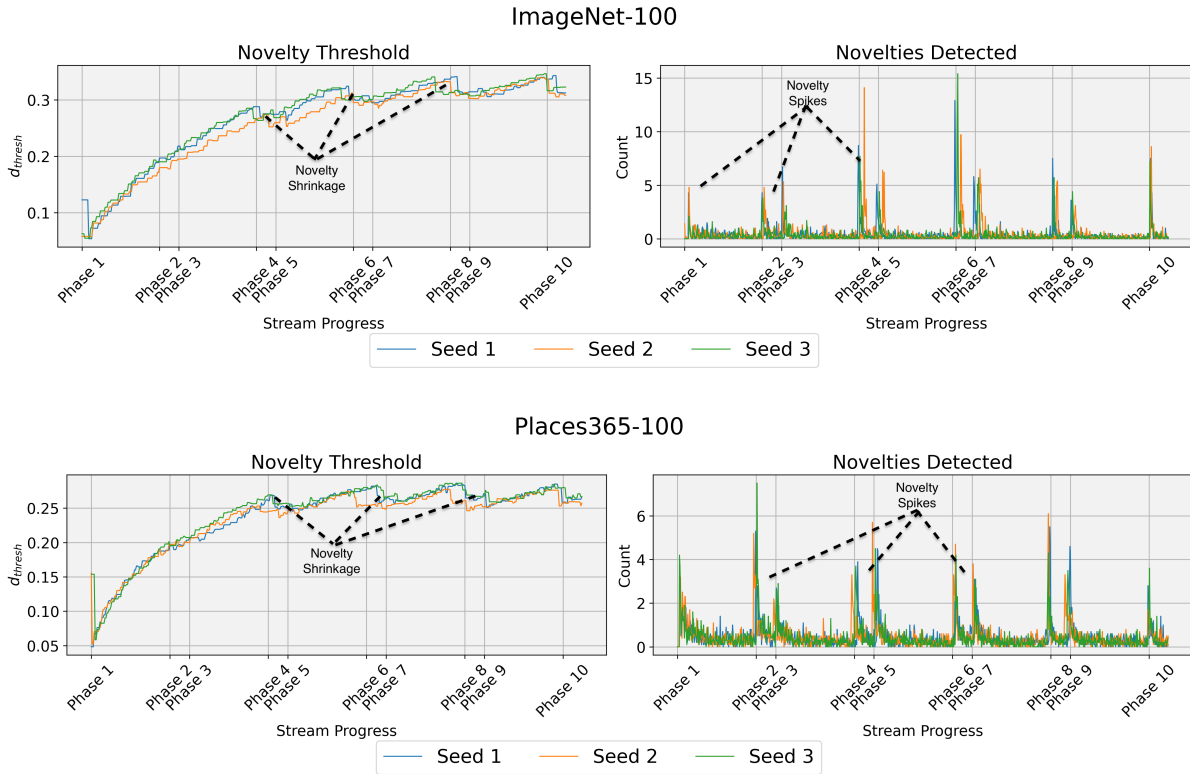 ImageNet-100
Novelty Threshold
Novelties Detected
d_thresh
0.3
0.2
0.1
Novelty
Shrinkage
Phase 1
Phase 2
Phase 3
Phase 4
Phase 5
Phase 6
Phase 7
Phase 8
Phase 9
Phase 10
Stream Progress
Count
15
10
5
0
Novelty
Spikes
Phase 1
Phase 2
Phase 3
Phase 4
Phase 5
Phase 6
Phase 7
Phase 8
Phase 9
Phase 10
Stream Progress
Seed 1
Seed 2
Seed 3
Places365-100
Novelty Threshold
Novelties Detected
d_thresh
0.25
0.20
0.15
0.10
0.05
Novelty
Shrinkage
Phase 1
Phase 2
Phase 3
Phase 4
Phase 5
Phase 6
Phase 7
Phase 8
Phase 9
Phase 10
Stream Progress
Count
6
4
2
0
Novelty
Spikes
Phase 1
Phase 2
Phase 3
Phase 4
Phase 5
Phase 6
Phase 7
Phase 8
Phase 9
Phase 10
Stream Progress
Seed 1
Seed 2
Seed 3